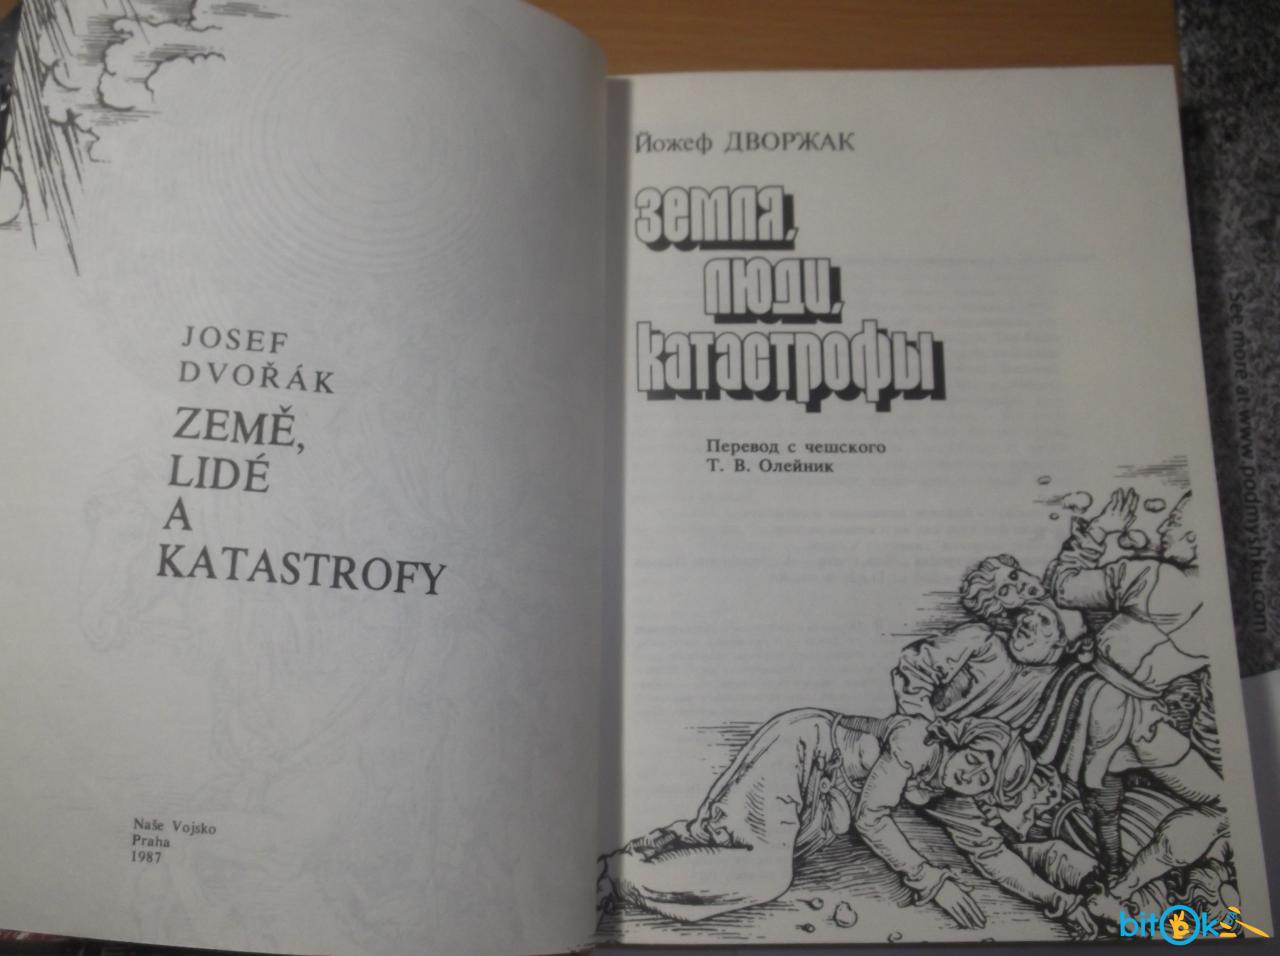 JOSEF
DVOŘÁK
ZEMĚ,
LIDÉ
A
KATASTROFY
Naše Vojsko
Praha
1987
Йожеф ДВОРЖАК
земля,
люди,
катастрофы
Перевод с чешского
Т. В. Олейник
See more at www.podmyshku.com
bitOk